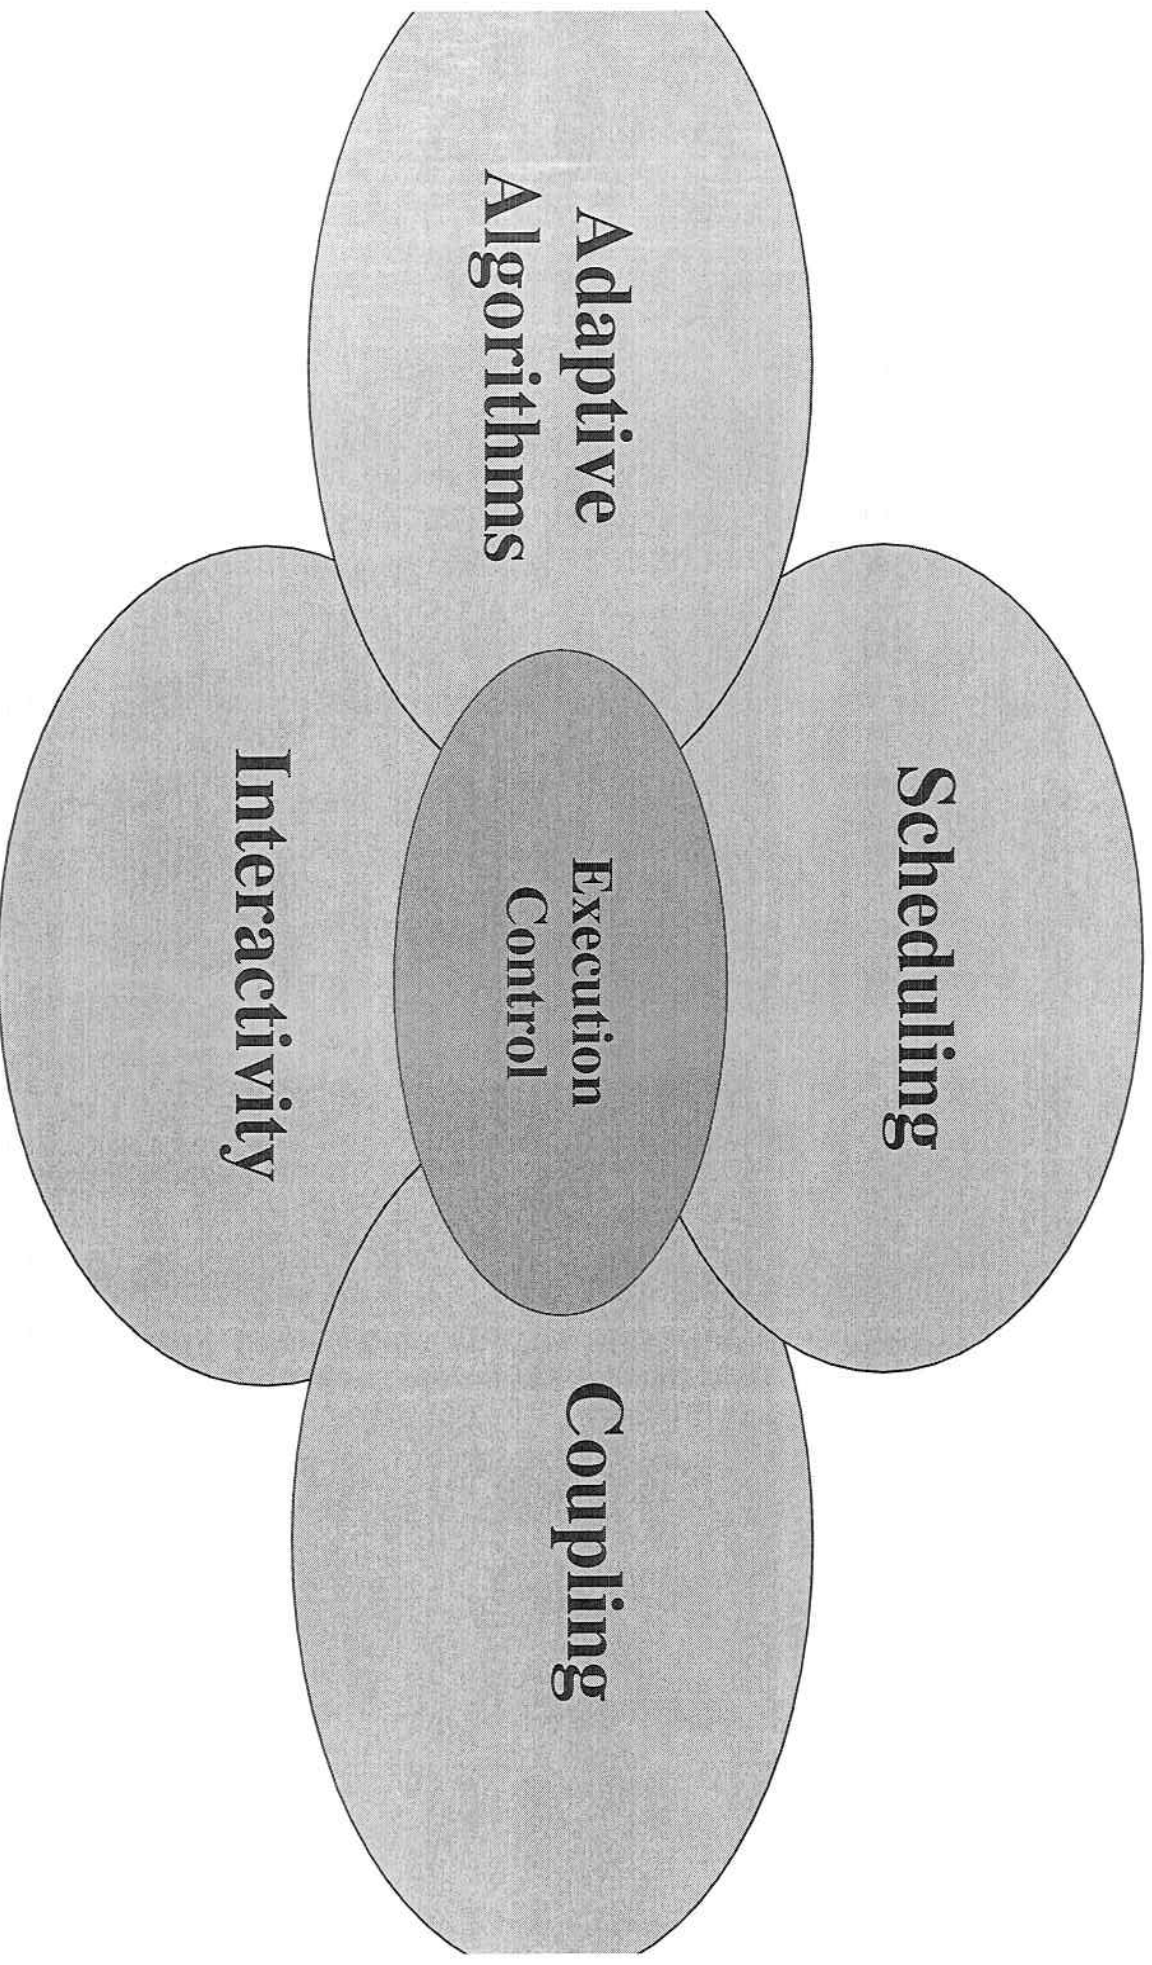 Scheduling
Adaptive
Algorithms
Execution
Control
Coupling
Interactivity